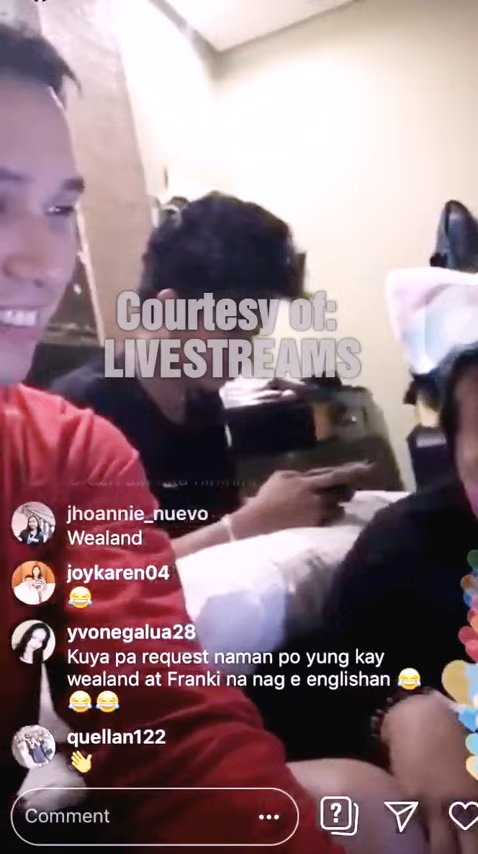 Courtesy of:
LIVESTREAMS
jhoannie_nuevo
Wealand
joykaren04
😂
yvonegalua28
Kuya pa request naman po yung kay
wealand at Franki na nag e englishan 😂
😂😂
quellan122
👋
Comment